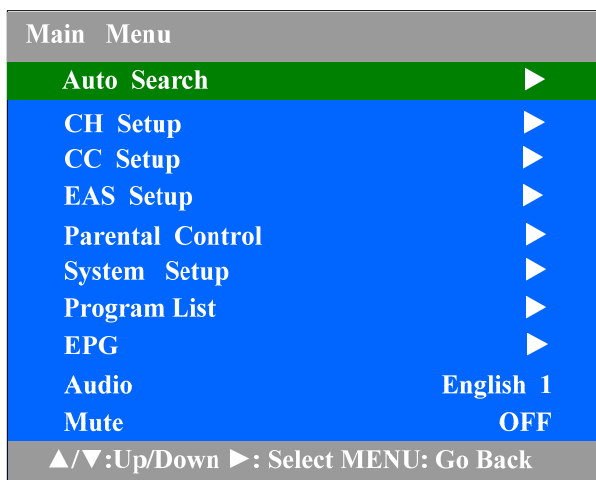 Main Menu
Auto Search ▶
CH Setup ▶
CC Setup ▶
EAS Setup ▶
Parental Control ▶
System Setup ▶
Program List ▶
EPG ▶
Audio English 1
Mute OFF
▲/▼:Up/Down ▶: Select MENU: Go Back